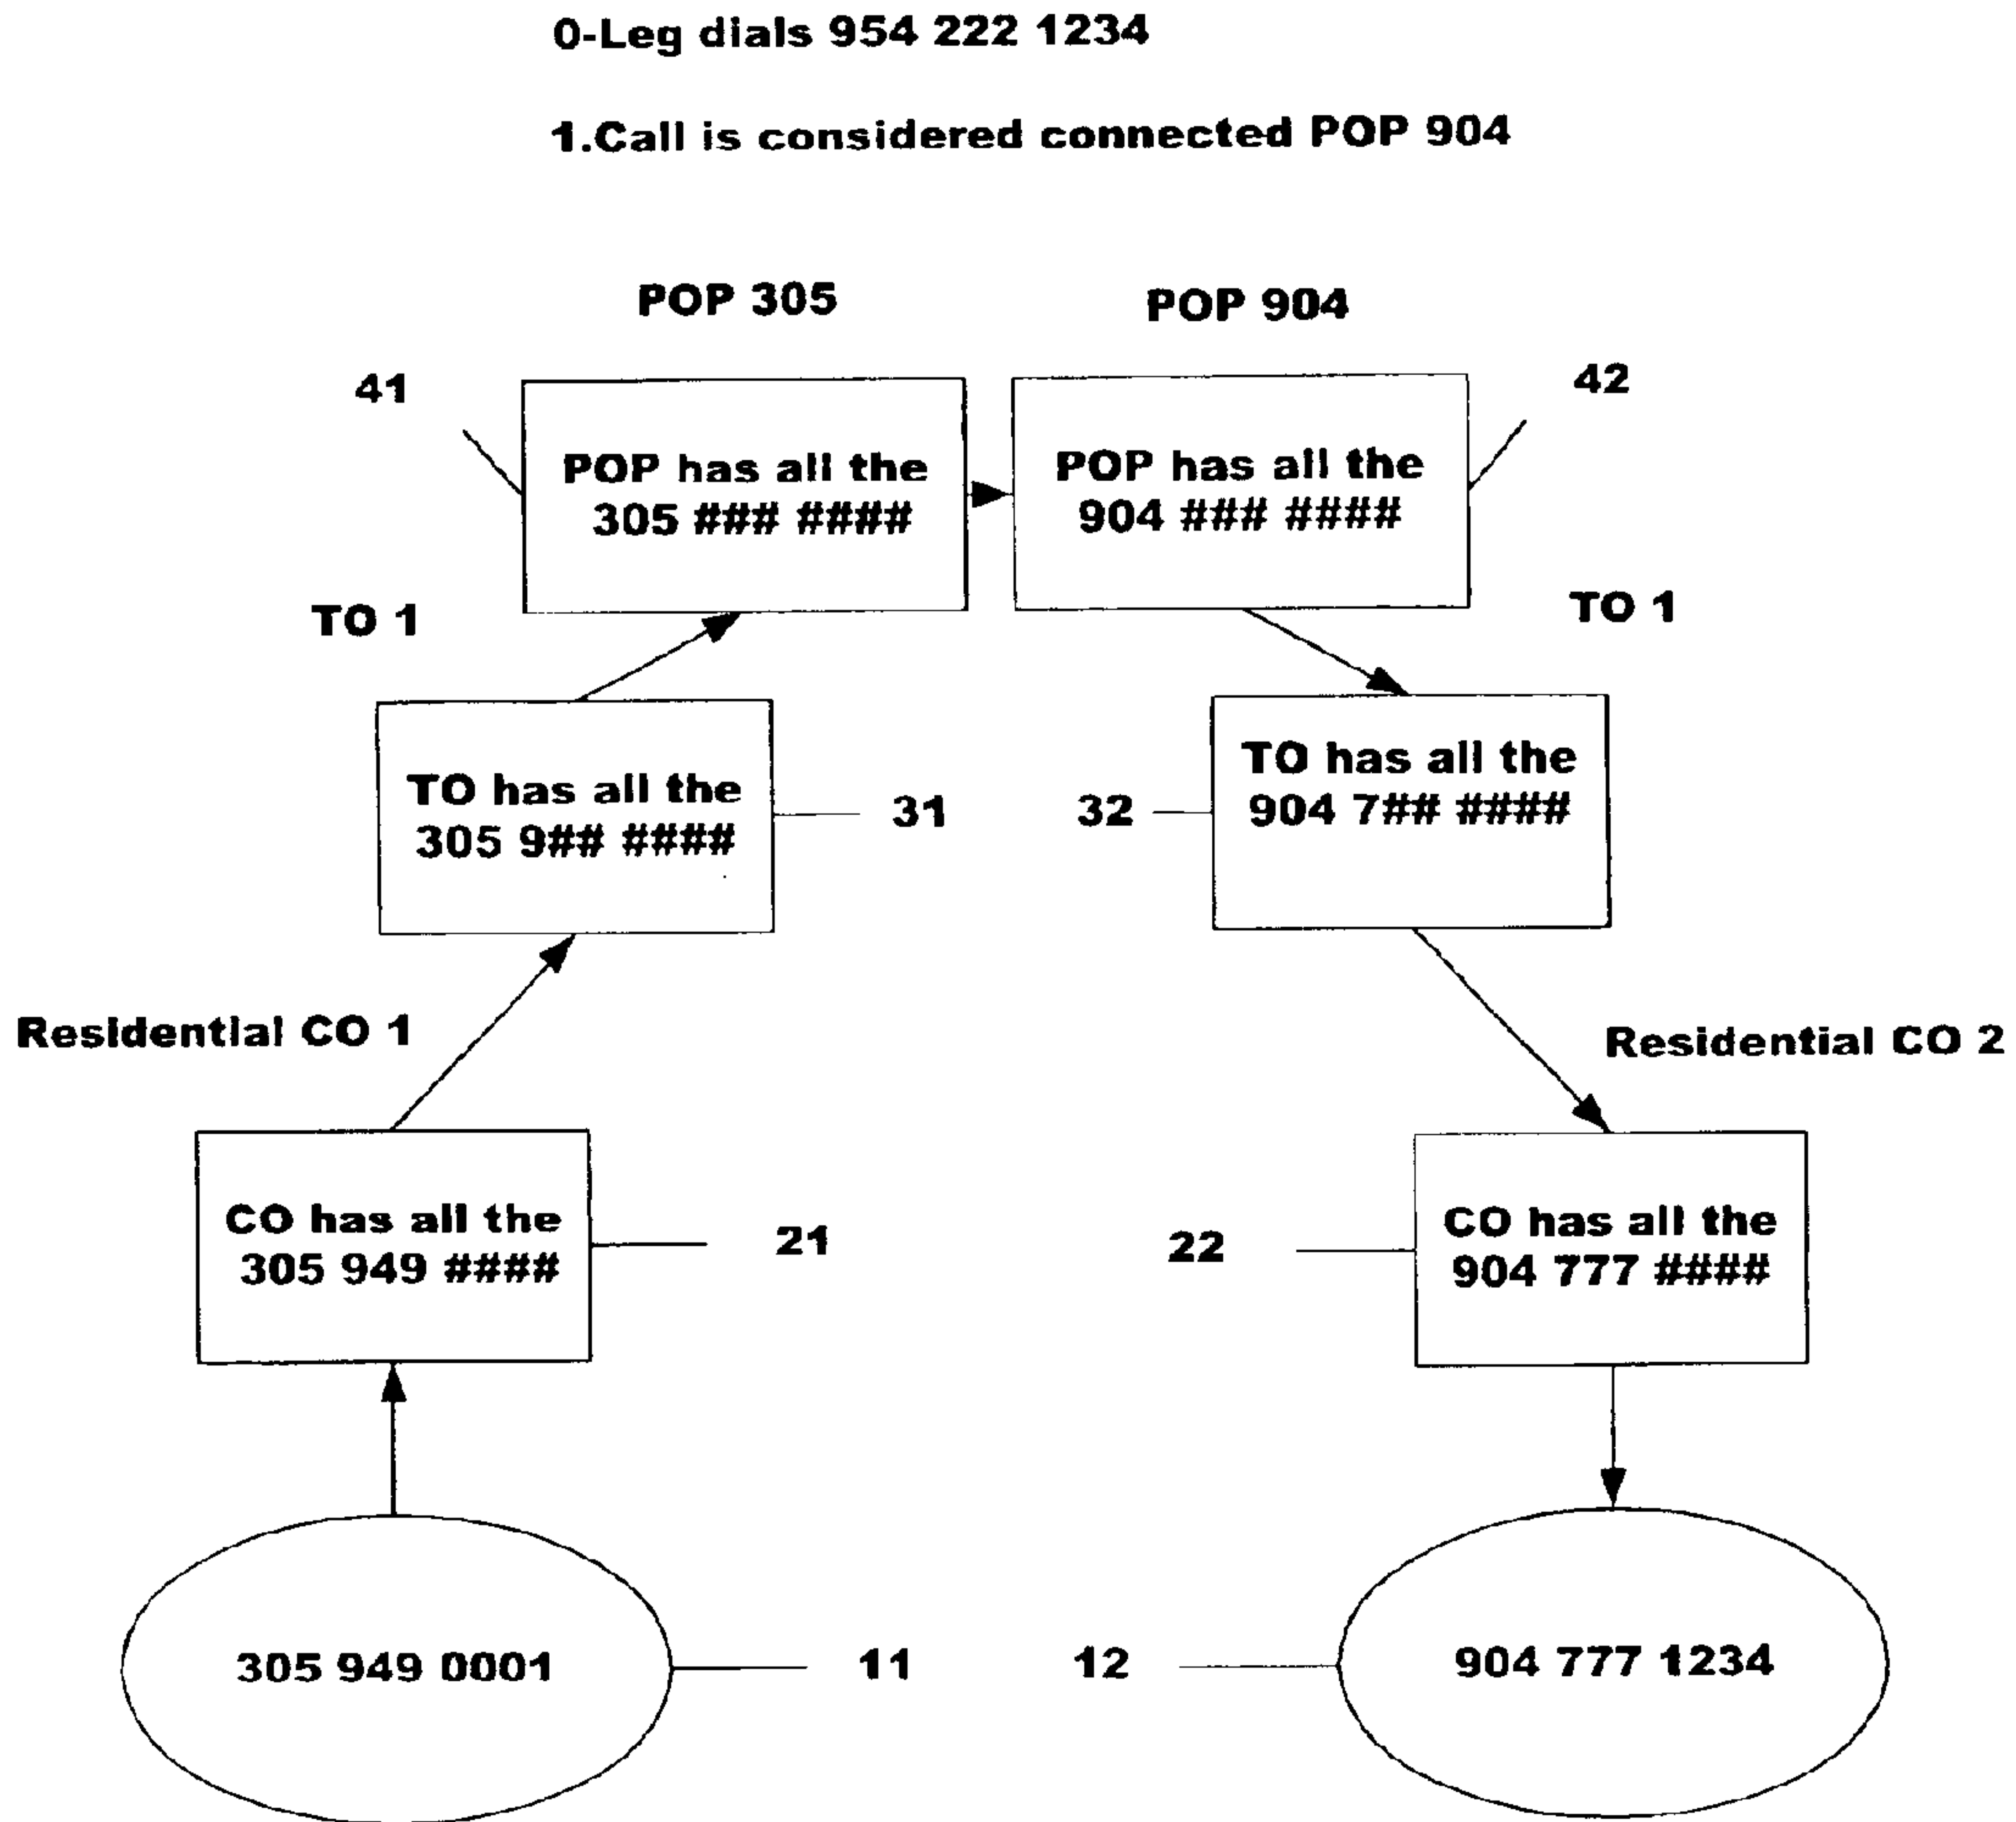 0-Leg dials 954 222 1234
1.Call is considered connected POP 904
POP 305
POP 904
41
42
POP has all the
305 ### ####
POP has all the
904 ### ####
TO 1
TO 1
TO has all the
305 9## ####
31
32
TO has all the
904 7## ####
Residential CO 1
Residential CO 2
CO has all the
305 949 ####
21
22
CO has all the
904 777 ####
305 949 0001
11
12
904 777 1234